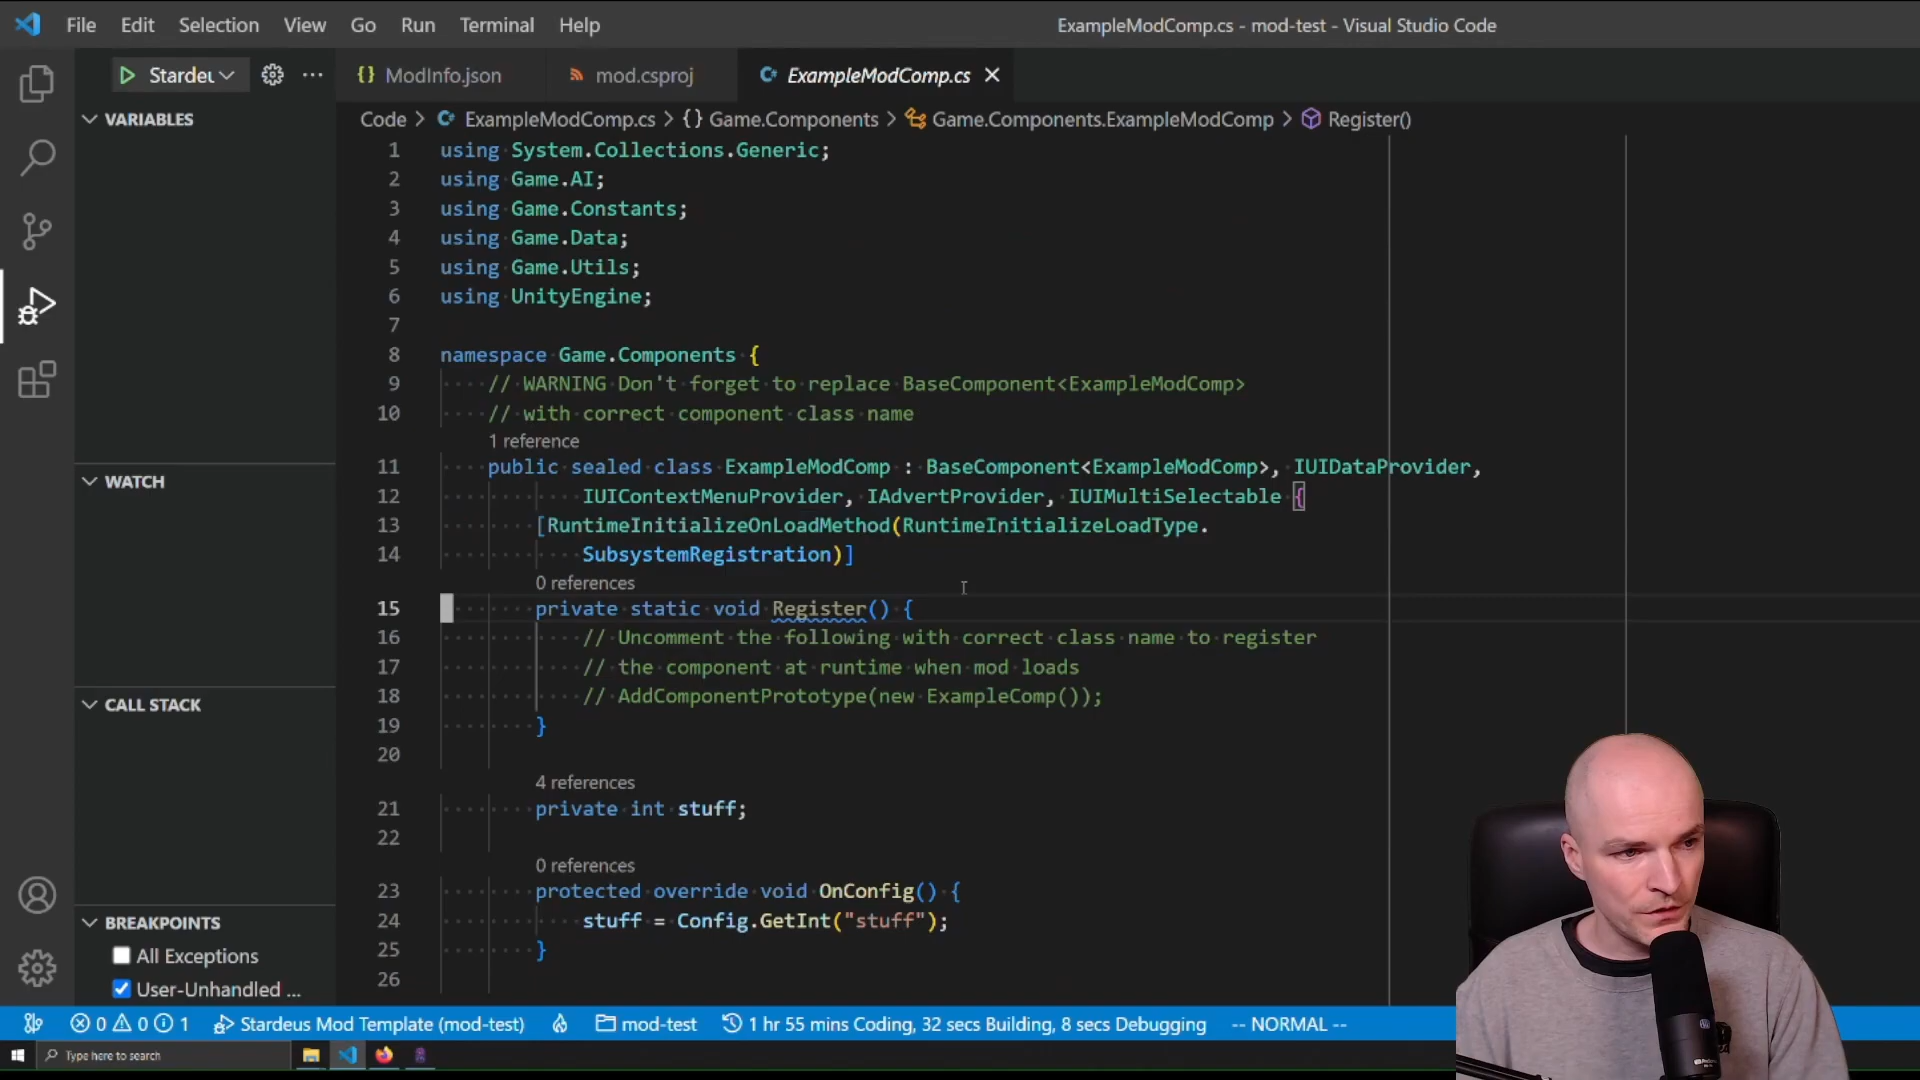 File Edit Selection View Go Run Terminal Help
ExampleModComp.cs - mod-test - Visual Studio Code
Stardeu
ModInfo.json
mod.csproj
ExampleModComp.cs
Code > ExampleModComp.cs > {} Game.Components > Game.Components.ExampleModComp > Register()
VARIABLES
WATCH
CALL STACK
BREAKPOINTS
All Exceptions
User-Unhandled ...
1 using System.Collections.Generic;
2 using Game.AI;
3 using Game.Constants;
4 using Game.Data;
5 using Game.Utils;
6 using UnityEngine;
7
8 namespace Game.Components {
9 // WARNING Don't forget to replace BaseComponent<ExampleModComp>
10 // with correct component class name
1 reference
11 public sealed class ExampleModComp : BaseComponent<ExampleModComp>, IUIDataProvider,
12 IUIContextMenuProvider, IAdvertProvider, IUIMultiSelectable {
13 [RuntimeInitializeOnLoadMethod(RuntimeInitializeLoadType.
14 SubsystemRegistration)]
0 references
15 private static void Register() {
16 // Uncomment the following with correct class name to register
17 // the component at runtime when mod loads
18 // AddComponentPrototype(new ExampleComp());
19 }
20
4 references
21 private int stuff;
22
0 references
23 protected override void OnConfig() {
24 stuff = Config.GetInt("stuff");
25 }
26
0 0 1 Stardeus Mod Template (mod-test) mod-test 1 hr 55 mins Coding, 32 secs Building, 8 secs Debugging -- NORMAL --
Type here to search